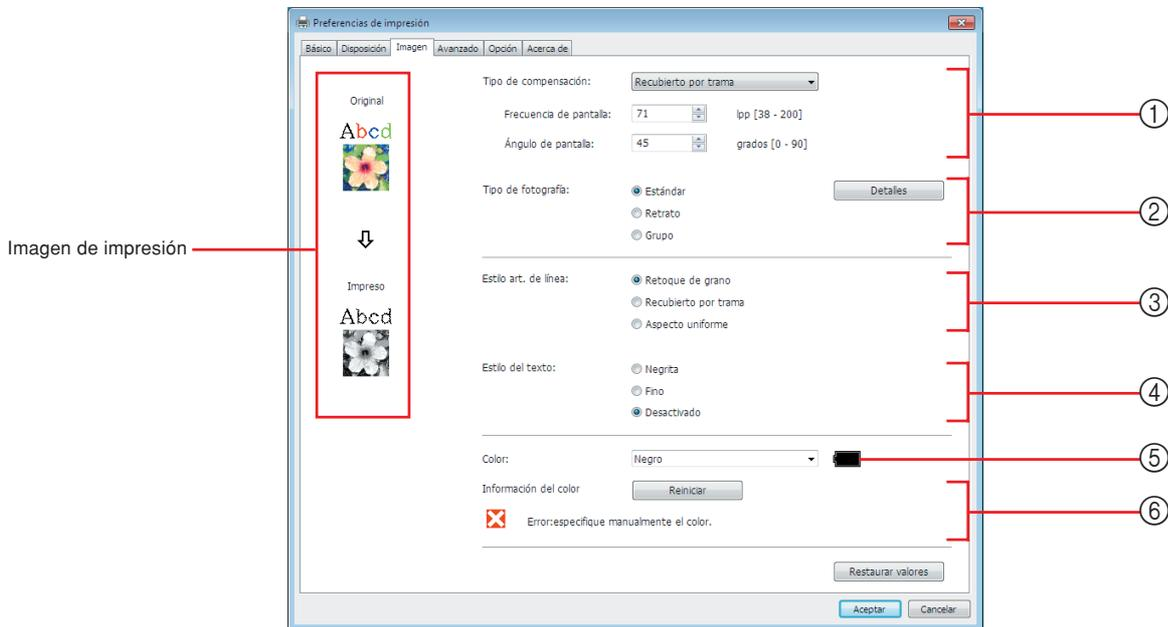 Preferencias de impresión
Básico Disposición Imagen Avanzado Opción Acerca de
Imagen de impresión
Original
Abcd
Impreso
Abcd
Tipo de compensación: Recubierto por trama
Frecuencia de pantalla: 71 lpp [38 - 200]
Ángulo de pantalla: 45 grados [0 - 90]
①
Tipo de fotografía: Estándar Detalles
Retrato
Grupo
②
Estilo art. de línea: Retoque de grano
Recubierto por trama
Aspecto uniforme
③
Estilo del texto: Negrita
Fino
Desactivado
④
Color: Negro
⑤
Información del color Reiniciar
Error:especifique manualmente el color.
⑥
Restaurar valores
Aceptar Cancelar